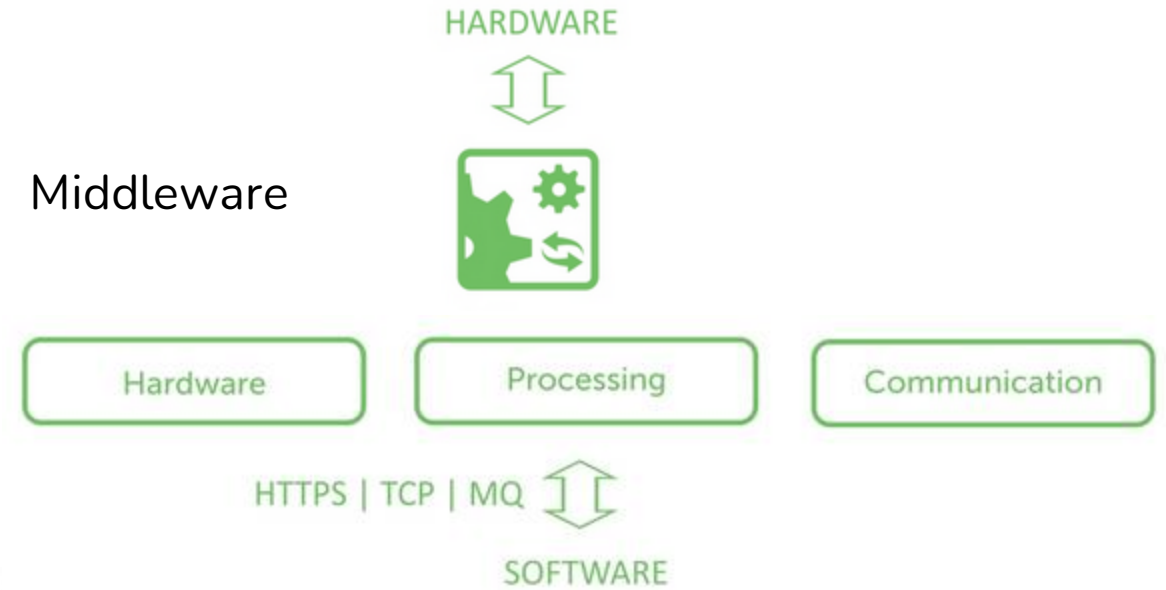 HARDWARE
Middleware
Hardware
Processing
Communication
HTTPS | TCP | MQ
SOFTWARE